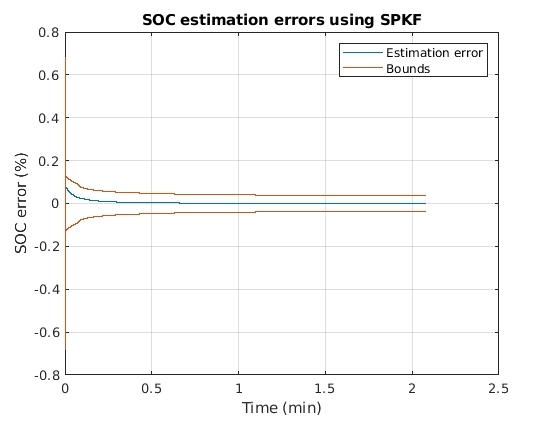 SOC estimation errors using SPKF
Estimation error
Bounds
SOC error (%)
0.8
0.6
0.4
0.2
0
-0.2
-0.4
-0.6
-0.8
0 0.5 1 1.5 2 2.5
Time (min)